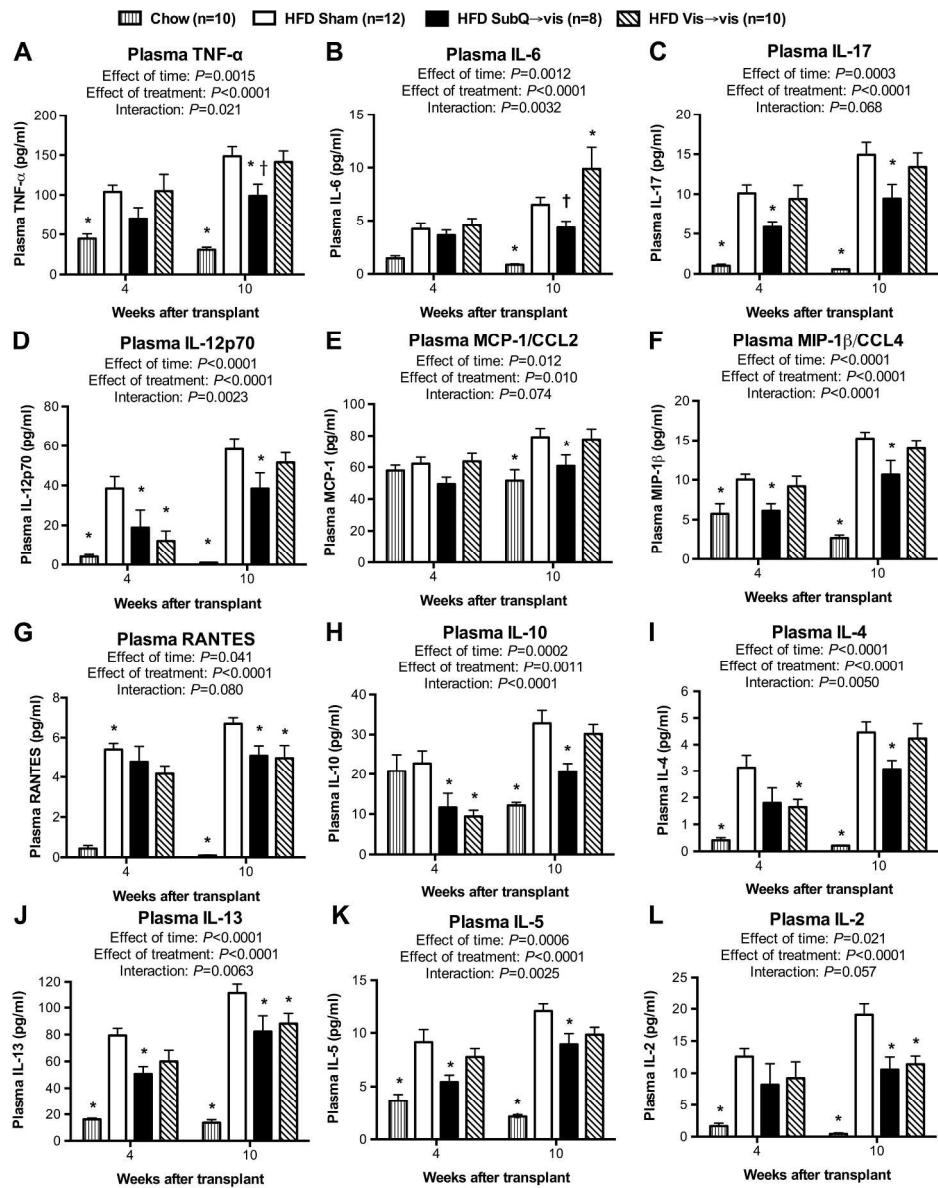 Chow (n=10) HFD Sham (n=12) HFD SubQ→vis (n=8) HFD Vis→vis (n=10)
A
Plasma TNF-α
Effect of time: P=0.0015
Effect of treatment: P<0.0001
Interaction: P=0.021
Plasma TNF-α (pg/ml)
200
150
100
50
0
*
*
* †
4 10
Weeks after transplant
B
Plasma IL-6
Effect of time: P=0.0012
Effect of treatment: P<0.0001
Interaction: P=0.0032
Plasma IL-6 (pg/ml)
15
10
5
0
*
†
*
4 10
Weeks after transplant
C
Plasma IL-17
Effect of time: P=0.0003
Effect of treatment: P<0.0001
Interaction: P=0.068
Plasma IL-17 (pg/ml)
20
15
10
5
0
*
*
*
*
4 10
Weeks after transplant
D
Plasma IL-12p70
Effect of time: P<0.0001
Effect of treatment: P<0.0001
Interaction: P=0.0023
Plasma IL-12p70 (pg/ml)
80
60
40
20
0
*
*
*
*
*
4 10
Weeks after transplant
E
Plasma MCP-1/CCL2
Effect of time: P=0.012
Effect of treatment: P=0.010
Interaction: P=0.074
Plasma MCP-1 (pg/ml)
100
80
60
40
20
0
*
*
4 10
Weeks after transplant
F
Plasma MIP-1β/CCL4
Effect of time: P<0.0001
Effect of treatment: P<0.0001
Interaction: P<0.0001
Plasma MIP-1β (pg/ml)
20
15
10
5
0
*
*
*
*
4 10
Weeks after transplant
G
Plasma RANTES
Effect of time: P=0.041
Effect of treatment: P<0.0001
Interaction: P=0.080
Plasma RANTES (pg/ml)
8
6
4
2
0
*
*
*
*
4 10
Weeks after transplant
H
Plasma IL-10
Effect of time: P=0.0002
Effect of treatment: P=0.0011
Interaction: P<0.0001
Plasma IL-10 (pg/ml)
40
30
20
10
0
*
*
*
*
4 10
Weeks after transplant
I
Plasma IL-4
Effect of time: P<0.0001
Effect of treatment: P<0.0001
Interaction: P=0.0050
Plasma IL-4 (pg/ml)
6
5
4
3
2
1
0
*
*
*
*
4 10
Weeks after transplant
J
Plasma IL-13
Effect of time: P<0.0001
Effect of treatment: P<0.0001
Interaction: P=0.0063
Plasma IL-13 (pg/ml)
120
100
80
60
40
20
0
*
*
*
*
*
4 10
Weeks after transplant
K
Plasma IL-5
Effect of time: P=0.0006
Effect of treatment: P<0.0001
Interaction: P=0.0025
Plasma IL-5 (pg/ml)
15
10
5
0
*
*
*
*
4 10
Weeks after transplant
L
Plasma IL-2
Effect of time: P=0.021
Effect of treatment: P<0.0001
Interaction: P=0.057
Plasma IL-2 (pg/ml)
25
20
15
10
5
0
*
*
*
*
4 10
Weeks after transplant